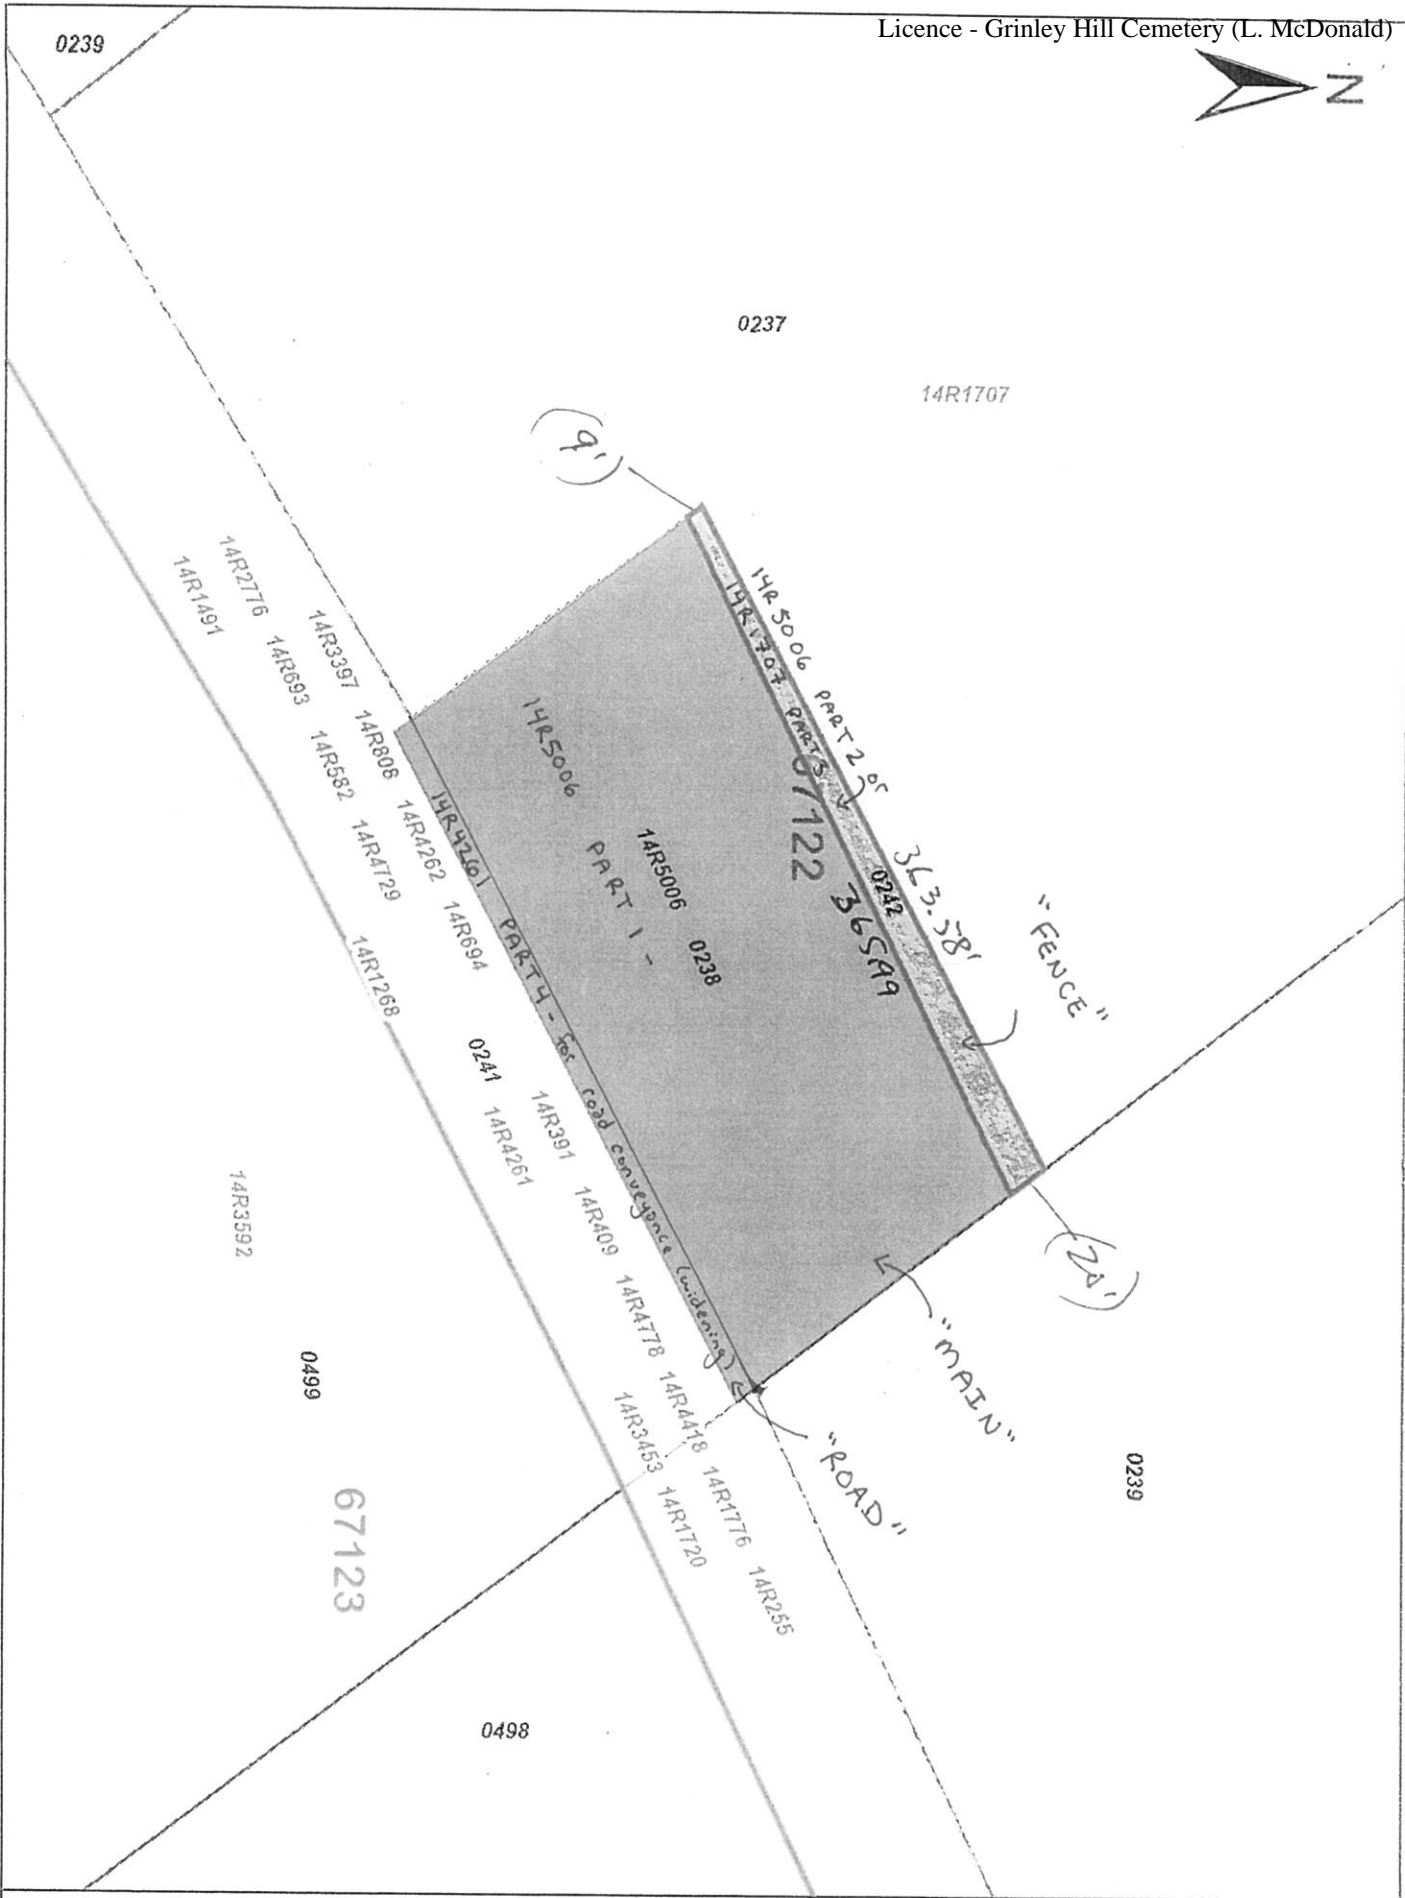 Licence - Grinley Hill Cemetery (L. McDonald)
N
0239
0237
14R1707
(9')
14R5006 PART 2 or
14R1707 PART 3
363.58'
0242
67122
"FENCE"
14R5006
PART 1 -
14R5006 0238
14R4261 PART 4 - for road conveyance (widening)
14R3397 14R808 14R4262 14R694
14R2776 14R693 14R582 14R4729
14R1491
14R1268
0241 14R4261
14R391 14R409 14R4778 14R4418 14R1776 14R255
14R3453 14R1720
(20')
"MAIN"
"ROAD"
0239
14R3592
0499
67123
0498